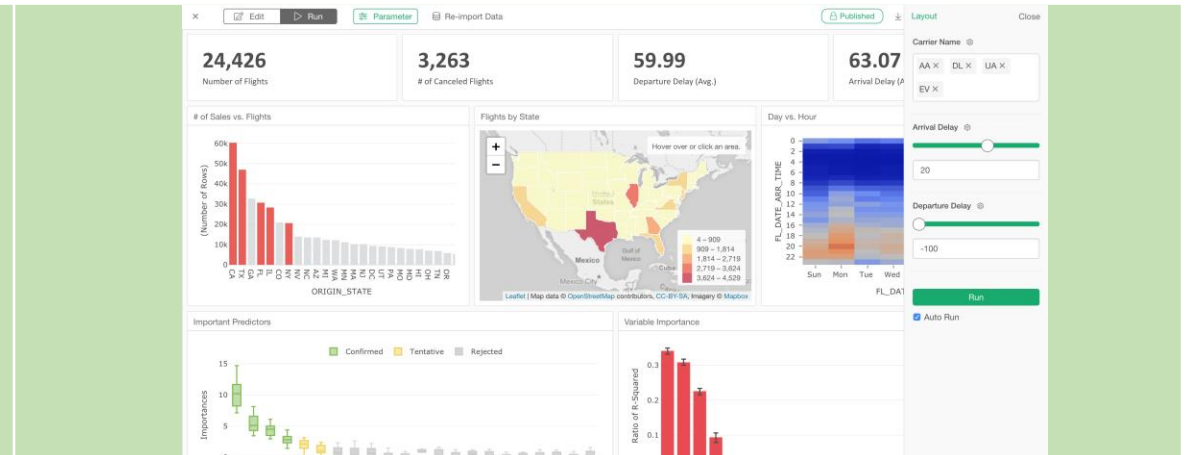 × Edit Run Parameter Re-import Data Published Layout Close
24,426
Number of Flights
3,263
# of Canceled Flights
59.99
Departure Delay (Avg.)
63.07
Arrival Delay (A
Carrier Name
AA × DL × UA ×
EV ×
Arrival Delay
20
Departure Delay
-100
Run
Auto Run
# of Sales vs. Flights
60k
50k
40k
30k
20k
10k
0
(Number of Rows)
CA TX GA FL IL CO NY NV NC AZ MI WA MN MA NJ DC UT PA MO MD HI OH TN OR
ORIGIN_STATE
Flights by State
+
−
Hover over or click an area.
United
States
Mexico
Gulf of
Mexico
Cuba
Mexico City
4 – 909
909 – 1,814
1,814 – 2,719
2,719 – 3,624
3,624 – 4,528
Leaflet | Map data © OpenStreetMap contributors, CC-BY-SA, Imagery © Mapbox
Day vs. Hour
FL_DATE_ARR_TIME
0
2
4
6
8
10
12
14
16
18
20
22
Sun Mon Tue Wed
FL_DAT
Important Predictors
Confirmed Tentative Rejected
15
10
5
Importances
Variable Importance
0.3
0.2
0.1
Ratio of R-Squared